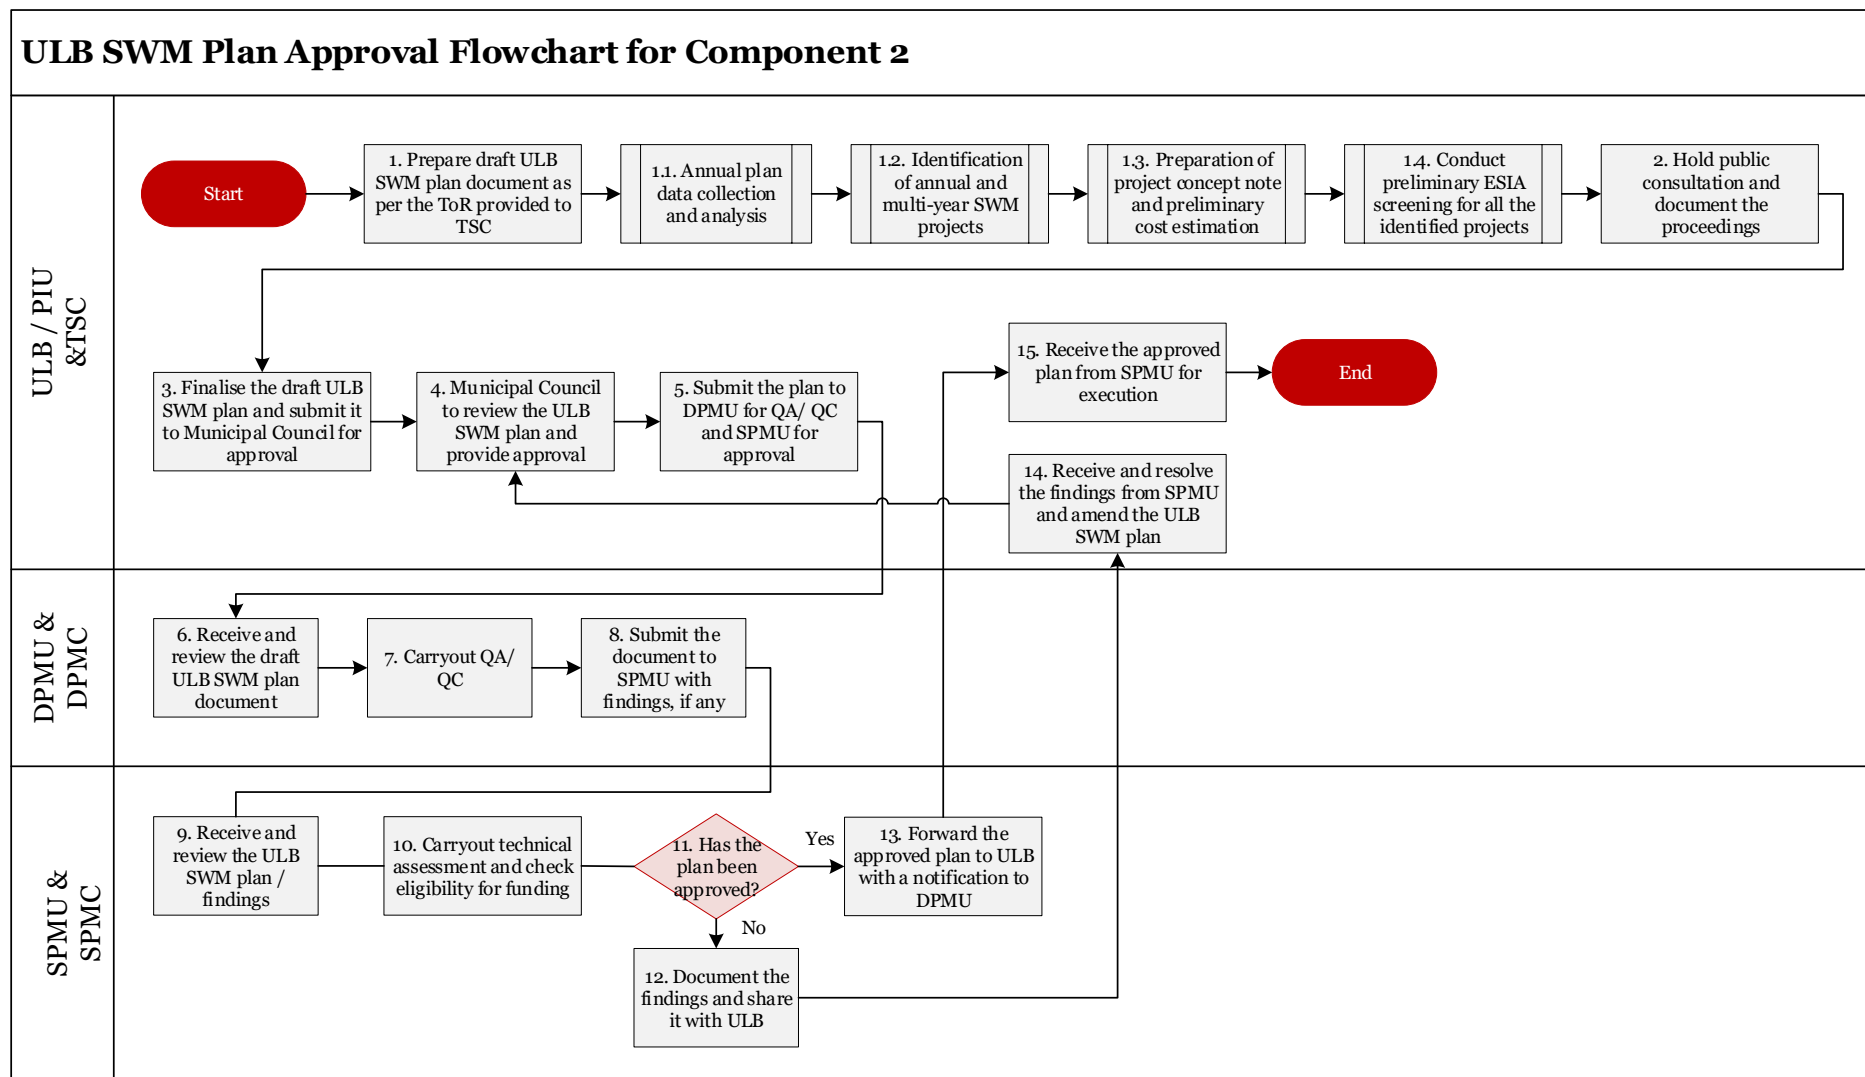 ULB SWM Plan Approval Flowchart for Component 2
ULB / PIU
&TSC
Start
1. Prepare draft ULB
SWM plan document as
per the ToR provided to
TSC
1.1. Annual plan
data collection
and analysis
1.2. Identification
of annual and
multi-year SWM
projects
1.3. Preparation of
project concept note
and preliminary
cost estimation
1.4. Conduct
preliminary ESIA
screening for all the
identified projects
2. Hold public
consultation and
document the
proceedings
3. Finalise the draft ULB
SWM plan and submit it
to Municipal Council for
approval
4. Municipal Council
to review the ULB
SWM plan and
provide approval
5. Submit the plan to
DPMU for QA/ QC
and SPMU for
approval
15. Receive the approved
plan from SPMU for
execution
End
14. Receive and resolve
the findings from SPMU
and amend the ULB
SWM plan
DPMU &
DPMC
6. Receive and
review the draft
ULB SWM plan
document
7. Carryout QA/
QC
8. Submit the
document to
SPMU with
findings, if any
SPMU &
SPMC
9. Receive and
review the ULB
SWM plan /
findings
10. Carryout technical
assessment and check
eligibility for funding
11. Has the
plan been
approved?
Yes
No
13. Forward the
approved plan to ULB
with a notification to
DPMU
12. Document the
findings and share
it with ULB